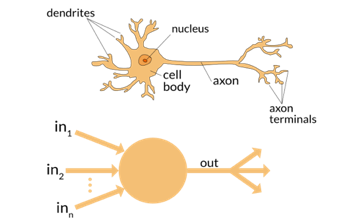 dendrites
nucleus
cell
body
axon
axon
terminals
in1
out
in2
inn